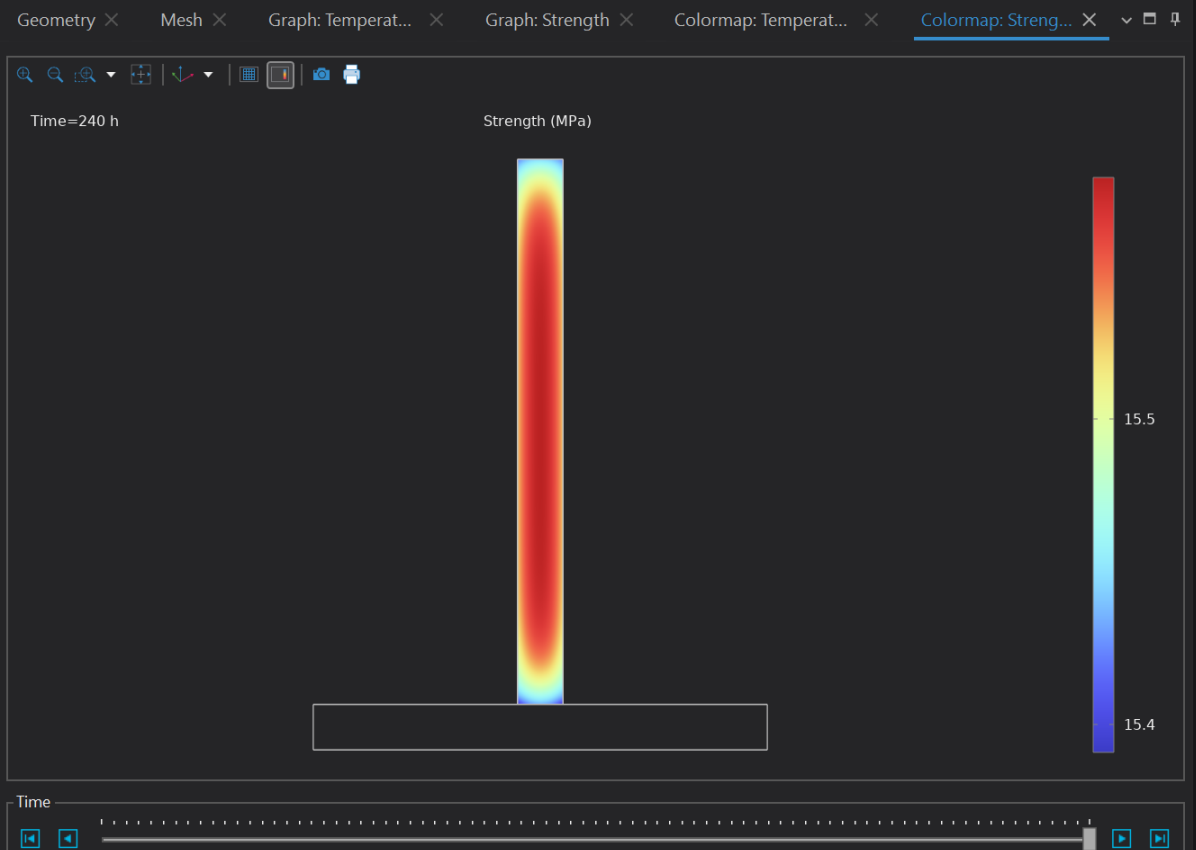 Geometry Mesh Graph: Temperat... Graph: Strength Colormap: Temperat... Colormap: Streng...
Time=240 h
Strength (MPa)
15.5
15.4
Time